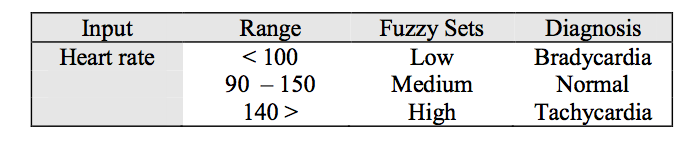 Input Range Fuzzy Sets Diagnosis
Heart rate < 100 Low Bradycardia
90 – 150 Medium Normal
140 > High Tachycardia